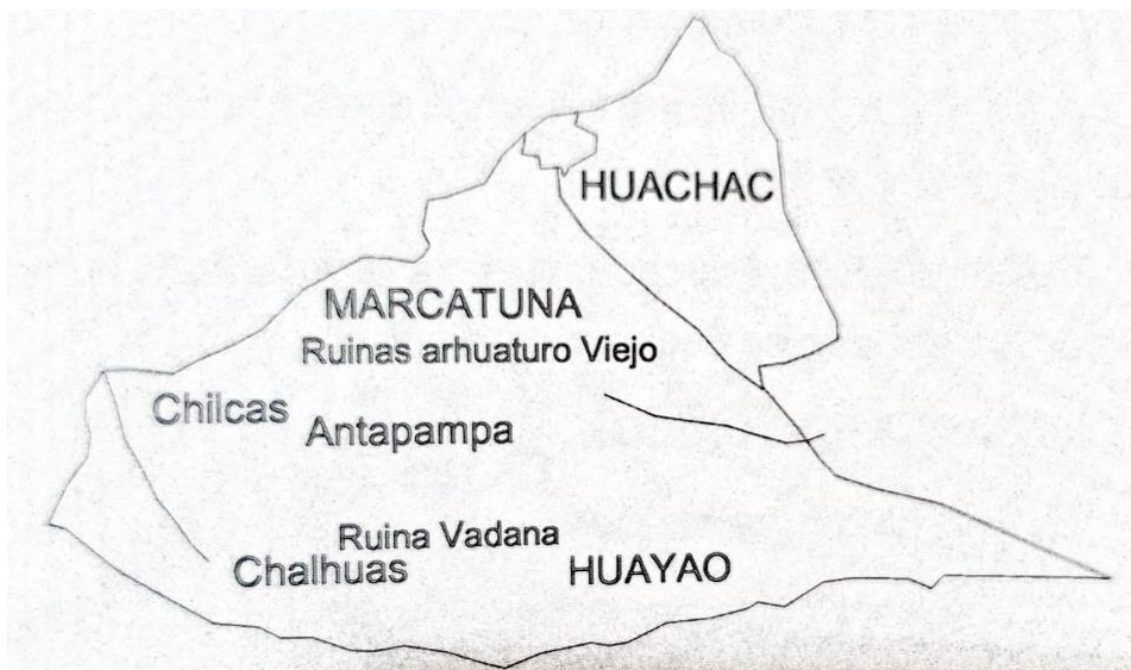 HUACHAC
MARCATUNA
Ruinas arhuaturo Viejo
Chilcas
Antapampa
Ruina Vadana
Chalhuas
HUAYAO